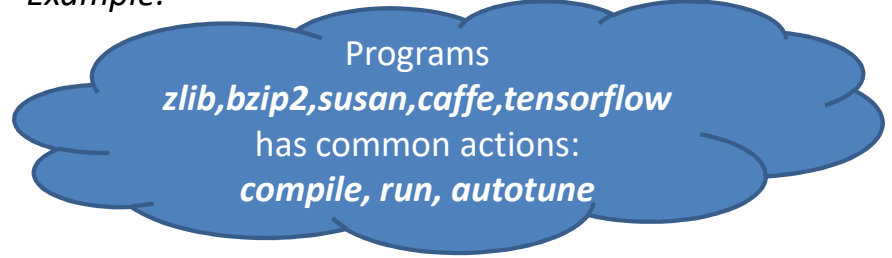 Example:
Programs
zlib,bzip2,susan,caffe,tensorflow
has common actions:
compile, run, autotune